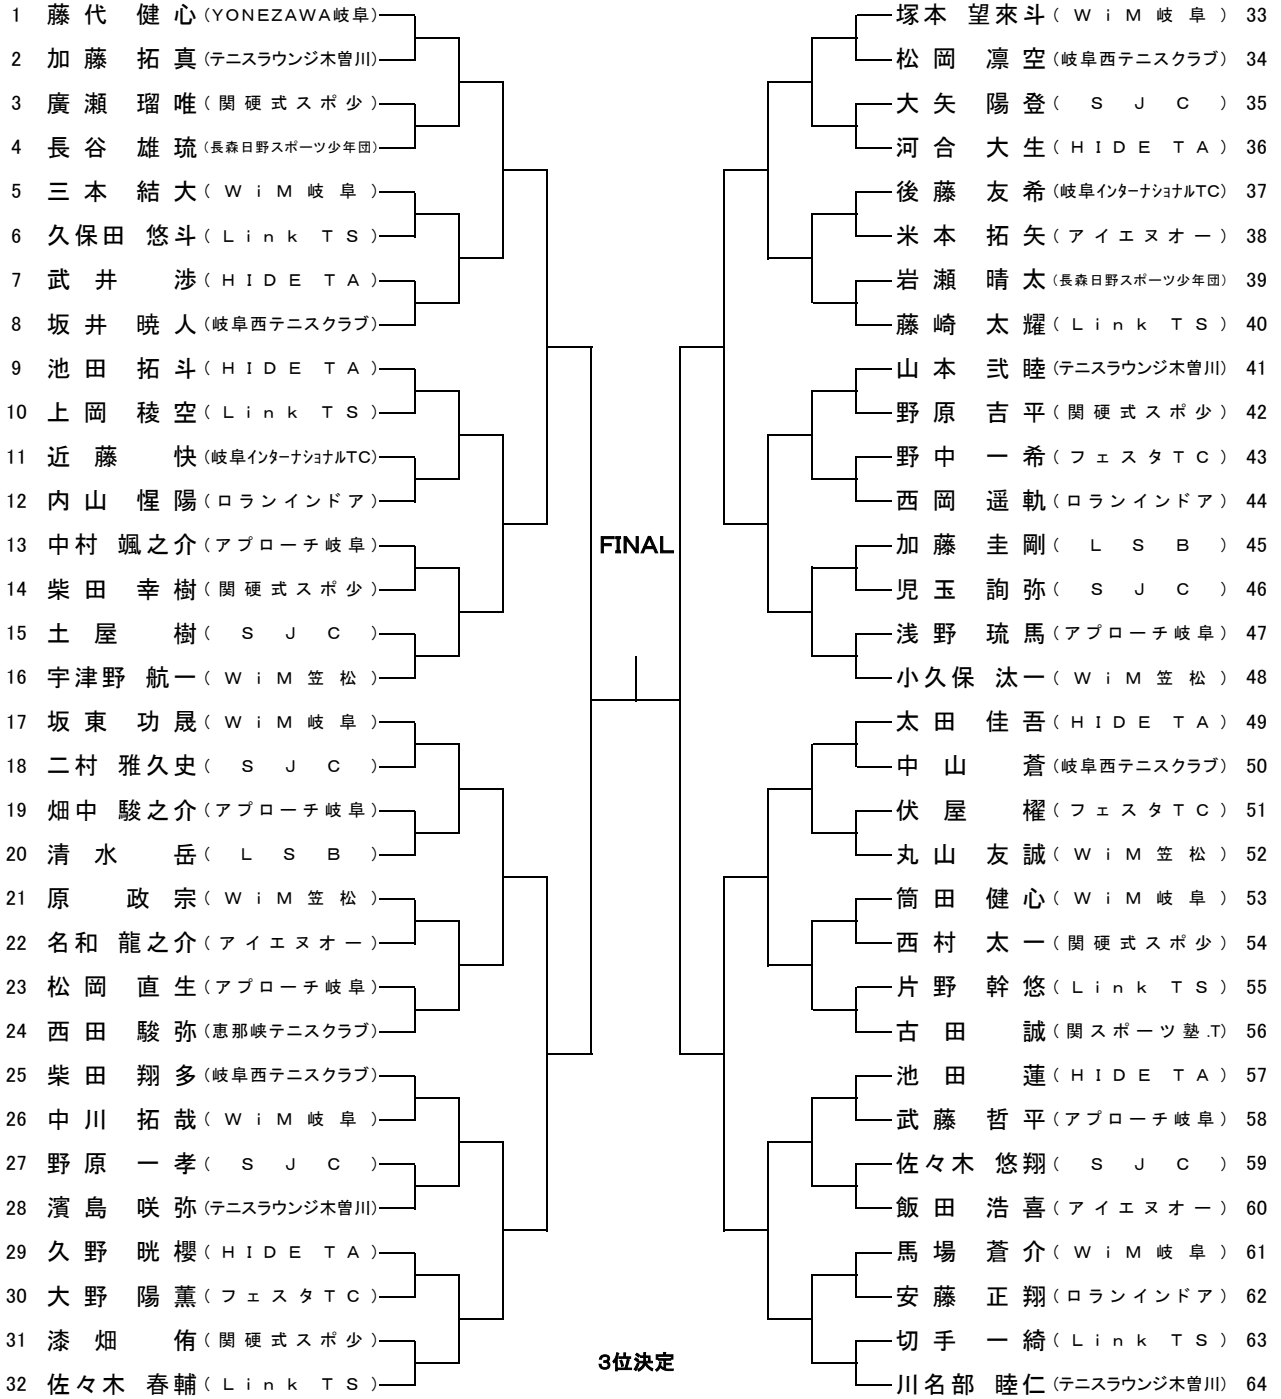 1 藤代 健心 (YONEZAWA岐阜)
2 加藤 拓真 (テニスラウンジ木曽川)
3 廣瀬 瑠唯 (関硬式スポ少)
4 長谷 雄琉 (長森日野スポーツ少年団)
5 三本 結大 (WiM岐阜)
6 久保田 悠斗 (Link TS)
7 武井 渉 (HIDE TA)
8 坂井 暁人 (岐阜西テニスクラブ)
9 池田 拓斗 (HIDE TA)
10 上岡 稜空 (Link TS)
11 近藤 快 (岐阜インターナショナルTC)
12 内山 惺陽 (ロランインドア)
13 中村 颯之介 (アプローチ岐阜)
14 柴田 幸樹 (関硬式スポ少)
15 土屋 樹 (SJC)
16 宇津野 航一 (WiM笠松)
17 坂東 功晟 (WiM岐阜)
18 二村 雅久史 (SJC)
19 畑中 駿之介 (アプローチ岐阜)
20 清水 岳 (LSB)
21 原 政宗 (WiM笠松)
22 名和 龍之介 (アイエヌオー)
23 松岡 直生 (アプローチ岐阜)
24 西田 駿弥 (恵那峡テニスクラブ)
25 柴田 翔多 (岐阜西テニスクラブ)
26 中川 拓哉 (WiM岐阜)
27 野原 一孝 (SJC)
28 濱島 咲弥 (テニスラウンジ木曽川)
29 久野 晄櫻 (HIDE TA)
30 大野 陽薫 (フェスタTC)
31 漆畑 侑 (関硬式スポ少)
32 佐々木 春輔 (Link TS)
FINAL
3位決定
塚本 望來斗 (WiM岐阜) 33
松岡 凛空 (岐阜西テニスクラブ) 34
大矢 陽登 (SJC) 35
河合 大生 (HIDE TA) 36
後藤 友希 (岐阜インターナショナルTC) 37
米本 拓矢 (アイエヌオー) 38
岩瀬 晴太 (長森日野スポーツ少年団) 39
藤崎 太耀 (Link TS) 40
山本 弐睦 (テニスラウンジ木曽川) 41
野原 吉平 (関硬式スポ少) 42
野中 一希 (フェスタTC) 43
西岡 遥軌 (ロランインドア) 44
加藤 圭剛 (LSB) 45
児玉 詢弥 (SJC) 46
浅野 琉馬 (アプローチ岐阜) 47
小久保 汰一 (WiM笠松) 48
太田 佳吾 (HIDE TA) 49
中山 蒼 (岐阜西テニスクラブ) 50
伏屋 櫂 (フェスタTC) 51
丸山 友誠 (WiM笠松) 52
筒田 健心 (WiM岐阜) 53
西村 太一 (関硬式スポ少) 54
片野 幹悠 (Link TS) 55
古田 誠 (関スポーツ塾.T) 56
池田 蓮 (HIDE TA) 57
武藤 哲平 (アプローチ岐阜) 58
佐々木 悠翔 (SJC) 59
飯田 浩喜 (アイエヌオー) 60
馬場 蒼介 (WiM岐阜) 61
安藤 正翔 (ロランインドア) 62
切手 一綺 (Link TS) 63
川名部 睦仁 (テニスラウンジ木曽川) 64